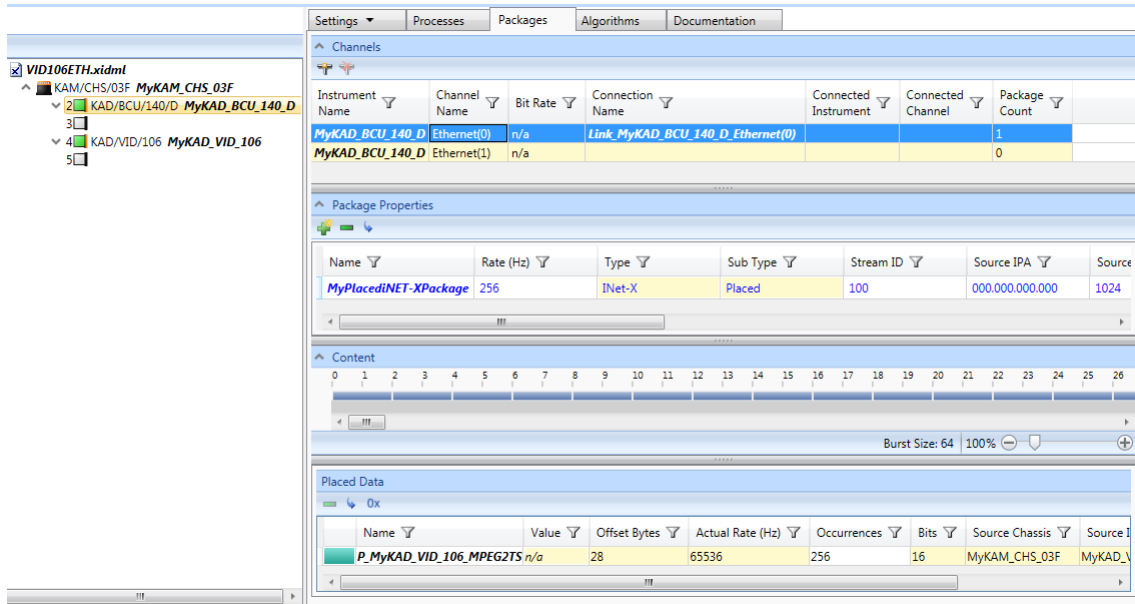 Settings Processes Packages Algorithms Documentation
VID106ETH.xidml
KAM/CHS/03F MyKAM_CHS_03F
2 KAD/BCU/140/D MyKAD_BCU_140_D
3
4 KAD/VID/106 MyKAD_VID_106
5
Channels
Instrument Name Channel Name Bit Rate Connection Name Connected Instrument Connected Channel Package Count
MyKAD_BCU_140_D Ethernet(0) n/a Link_MyKAD_BCU_140_D_Ethernet(0) 1
MyKAD_BCU_140_D Ethernet(1) n/a 0
Package Properties
Name Rate (Hz) Type Sub Type Stream ID Source IPA Source
MyPlacediNET-XPackage 256 INet-X Placed 100 000.000.000.000 1024
Content
0 1 2 3 4 5 6 7 8 9 10 11 12 13 14 15 16 17 18 19 20 21 22 23 24 25 26
Burst Size: 64 100%
Placed Data
0x
Name Value Offset Bytes Actual Rate (Hz) Occurrences Bits Source Chassis Source I
P_MyKAD_VID_106_MPEG2TS n/a 28 65536 256 16 MyKAM_CHS_03F MyKAD_V